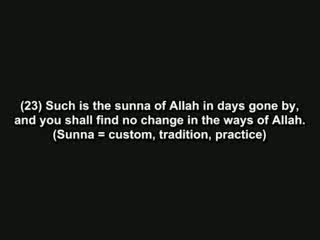 (23) Such is the sunna of Allah in days gone by,
and you shall find no change in the ways of Allah.
(Sunna = custom, tradition, practice)